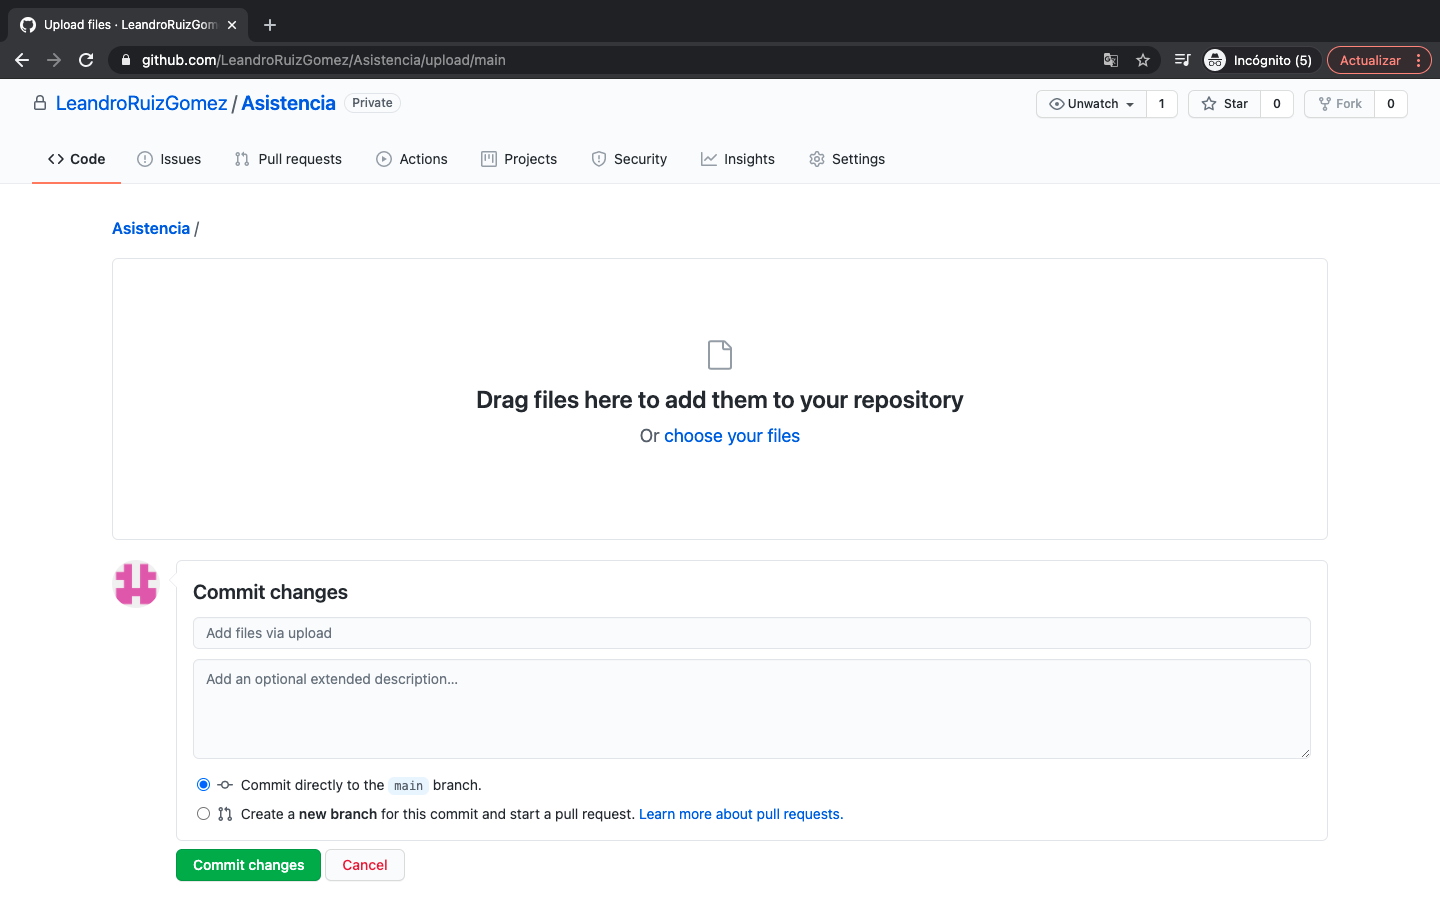 Upload files · LeandroRuizGom
github.com/LeandroRuizGomez/Asistencia/upload/main
Incógnito (5)
Actualizar
LeandroRuizGomez / Asistencia Private
Unwatch 1
Star 0
Fork 0
Code
Issues
Pull requests
Actions
Projects
Security
Insights
Settings
Asistencia /
Drag files here to add them to your repository
Or choose your files
Commit changes
Add files via upload
Add an optional extended description…
Commit directly to the main branch.
Create a new branch for this commit and start a pull request. Learn more about pull requests.
Commit changes
Cancel